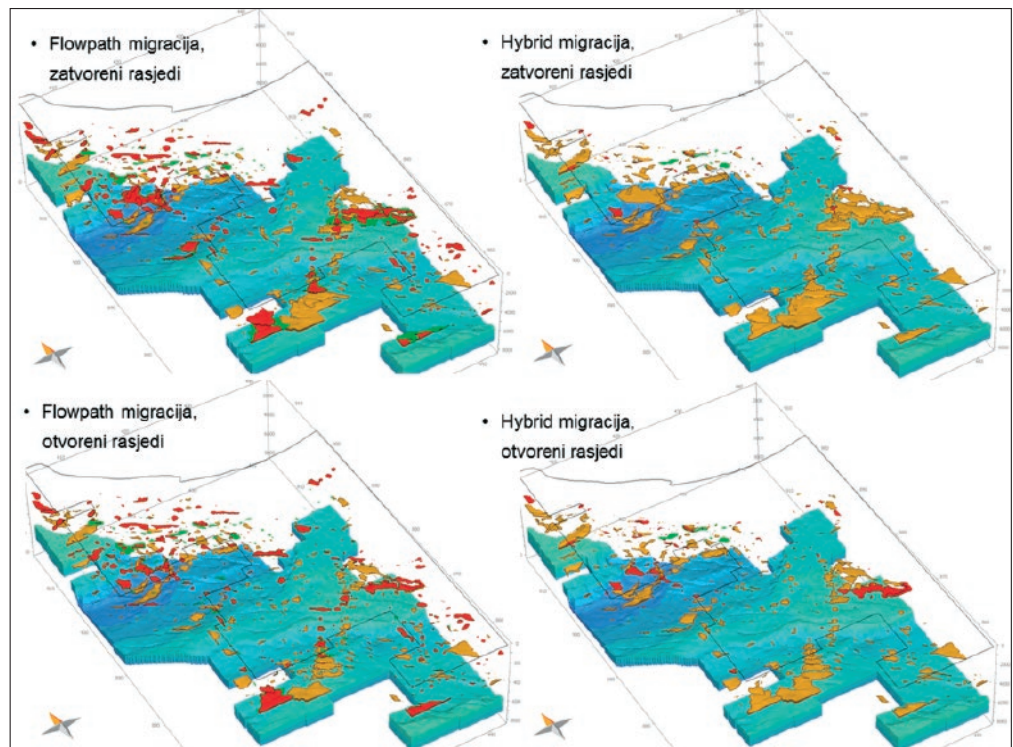 • Flowpath migracija,
zatvoreni rasjedi
• Hybrid migracija,
zatvoreni rasjedi
• Flowpath migracija,
otvoreni rasjedi
• Hybrid migracija,
otvoreni rasjedi